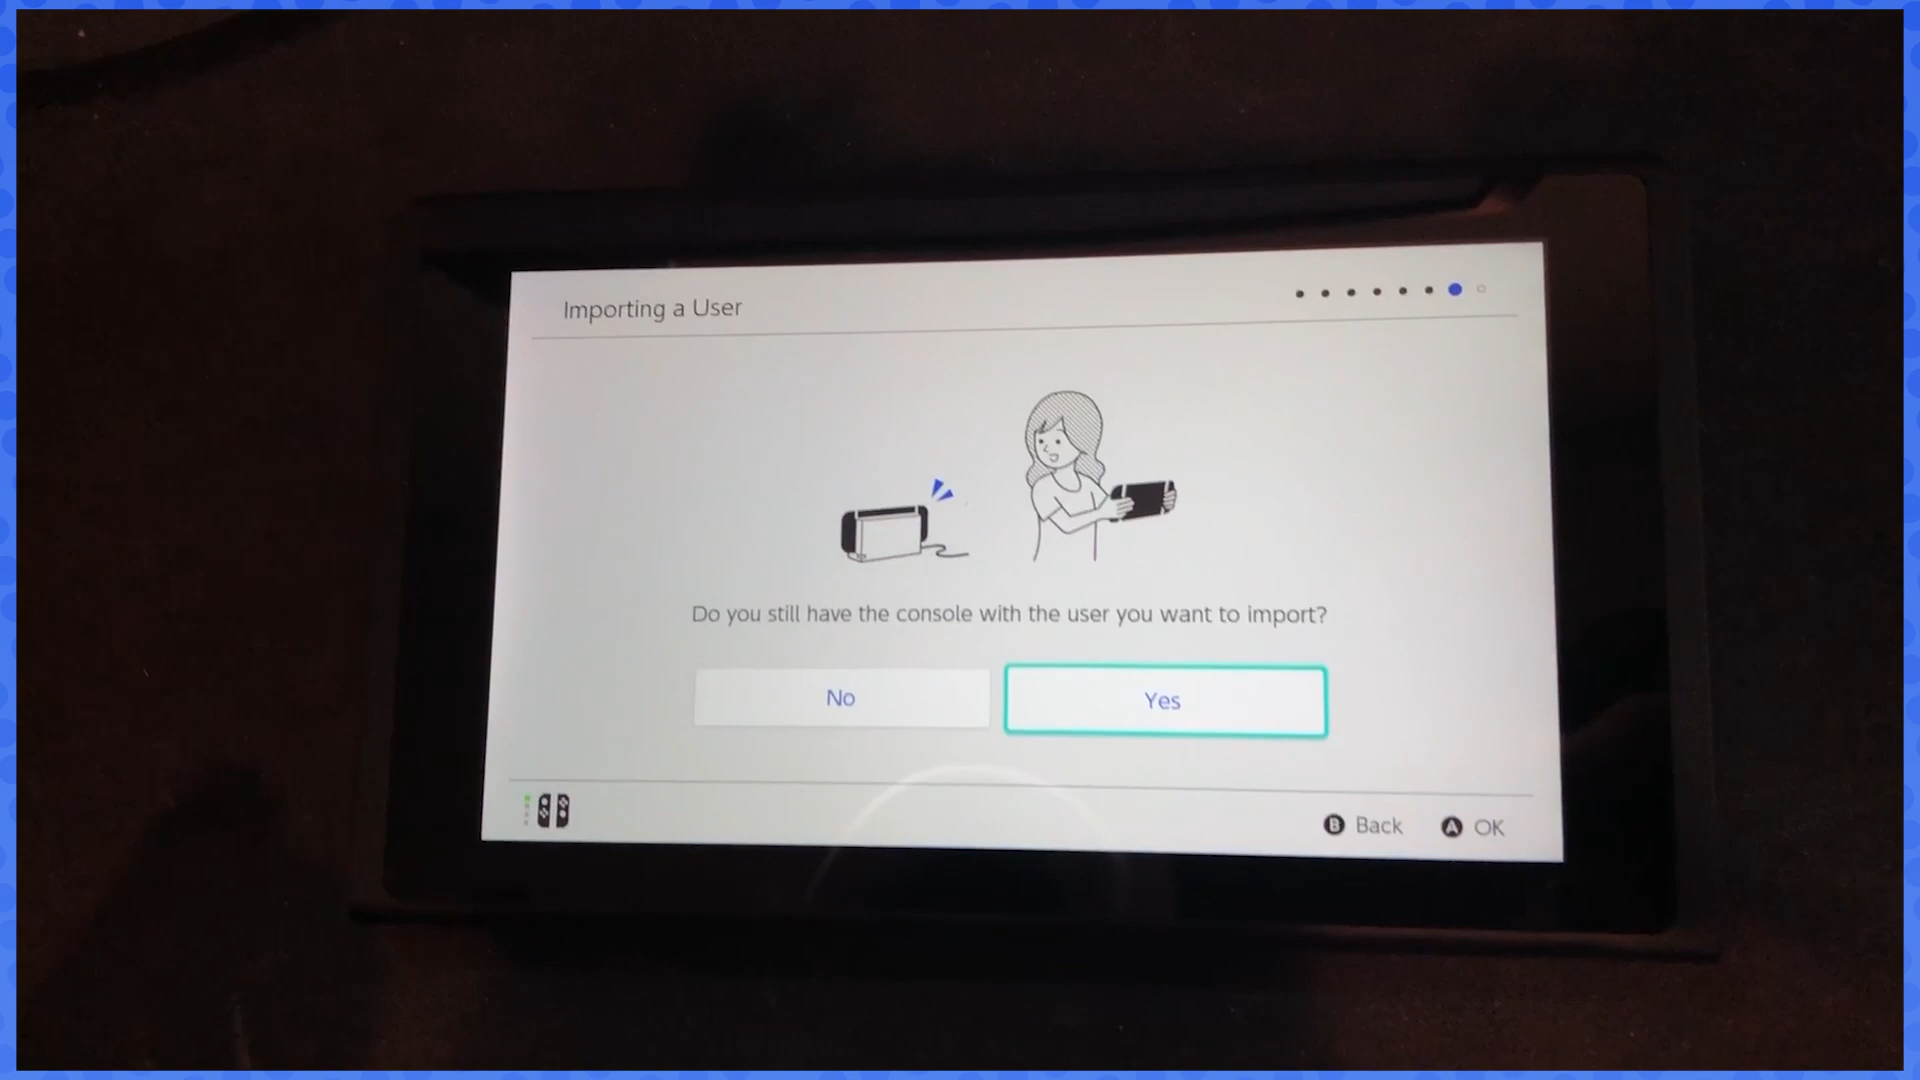 Importing a User
Do you still have the console with the user you want to import?
No
Yes
B Back A OK